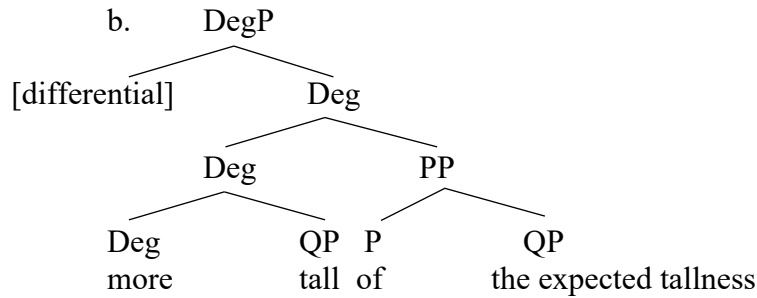 b. DegP
[differential] Deg
Deg PP
Deg QP P QP
more tall of the expected tallness